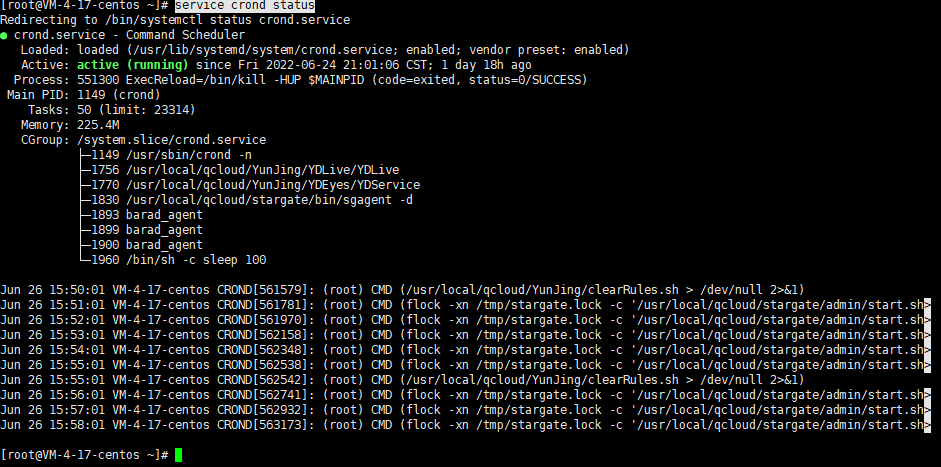 [root@VM-4-17-centos ~]# service crond status
Redirecting to /bin/systemctl status crond.service
● crond.service - Command Scheduler
   Loaded: loaded (/usr/lib/systemd/system/crond.service; enabled; vendor preset: enabled)
   Active: active (running) since Fri 2022-06-24 21:01:06 CST; 1 day 18h ago
  Process: 551300 ExecReload=/bin/kill -HUP $MAINPID (code=exited, status=0/SUCCESS)
 Main PID: 1149 (crond)
    Tasks: 50 (limit: 23314)
   Memory: 225.4M
   CGroup: /system.slice/crond.service
           ├─1149 /usr/sbin/crond -n
           ├─1756 /usr/local/qcloud/YunJing/YDLive/YDLive
           ├─1770 /usr/local/qcloud/YunJing/YDEyes/YDService
           ├─1830 /usr/local/qcloud/stargate/bin/sgagent -d
           ├─1893 barad_agent
           ├─1899 barad_agent
           ├─1900 barad_agent
           └─1960 /bin/sh -c sleep 100
Jun 26 15:50:01 VM-4-17-centos CROND[561579]: (root) CMD (/usr/local/qcloud/YunJing/clearRules.sh > /dev/null 2>&1)
Jun 26 15:51:01 VM-4-17-centos CROND[561781]: (root) CMD (flock -xn /tmp/stargate.lock -c '/usr/local/qcloud/stargate/admin/start.sh>
Jun 26 15:52:01 VM-4-17-centos CROND[561970]: (root) CMD (flock -xn /tmp/stargate.lock -c '/usr/local/qcloud/stargate/admin/start.sh>
Jun 26 15:53:01 VM-4-17-centos CROND[562158]: (root) CMD (flock -xn /tmp/stargate.lock -c '/usr/local/qcloud/stargate/admin/start.sh>
Jun 26 15:54:01 VM-4-17-centos CROND[562348]: (root) CMD (flock -xn /tmp/stargate.lock -c '/usr/local/qcloud/stargate/admin/start.sh>
Jun 26 15:55:01 VM-4-17-centos CROND[562538]: (root) CMD (flock -xn /tmp/stargate.lock -c '/usr/local/qcloud/stargate/admin/start.sh>
Jun 26 15:55:01 VM-4-17-centos CROND[562542]: (root) CMD (/usr/local/qcloud/YunJing/clearRules.sh > /dev/null 2>&1)
Jun 26 15:56:01 VM-4-17-centos CROND[562741]: (root) CMD (flock -xn /tmp/stargate.lock -c '/usr/local/qcloud/stargate/admin/start.sh>
Jun 26 15:57:01 VM-4-17-centos CROND[562932]: (root) CMD (flock -xn /tmp/stargate.lock -c '/usr/local/qcloud/stargate/admin/start.sh>
Jun 26 15:58:01 VM-4-17-centos CROND[563173]: (root) CMD (flock -xn /tmp/stargate.lock -c '/usr/local/qcloud/stargate/admin/start.sh>
[root@VM-4-17-centos ~]#